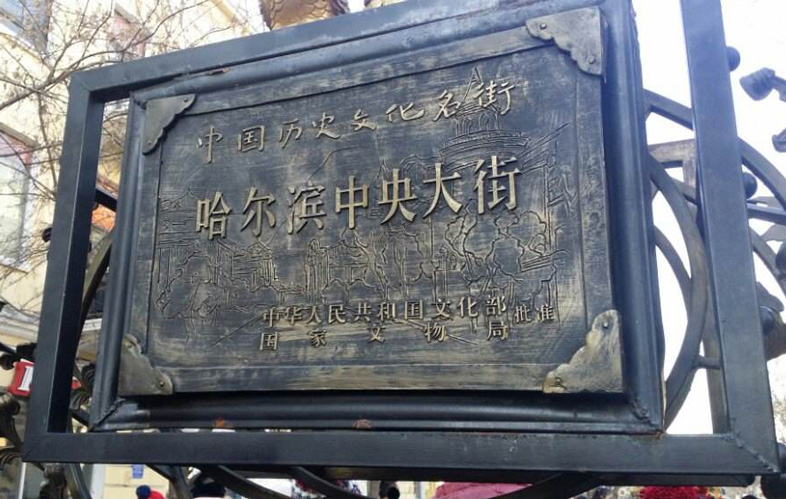 中国历史文化名街
哈尔滨中央大街
中华人民共和国文化部
国家文物局
批准